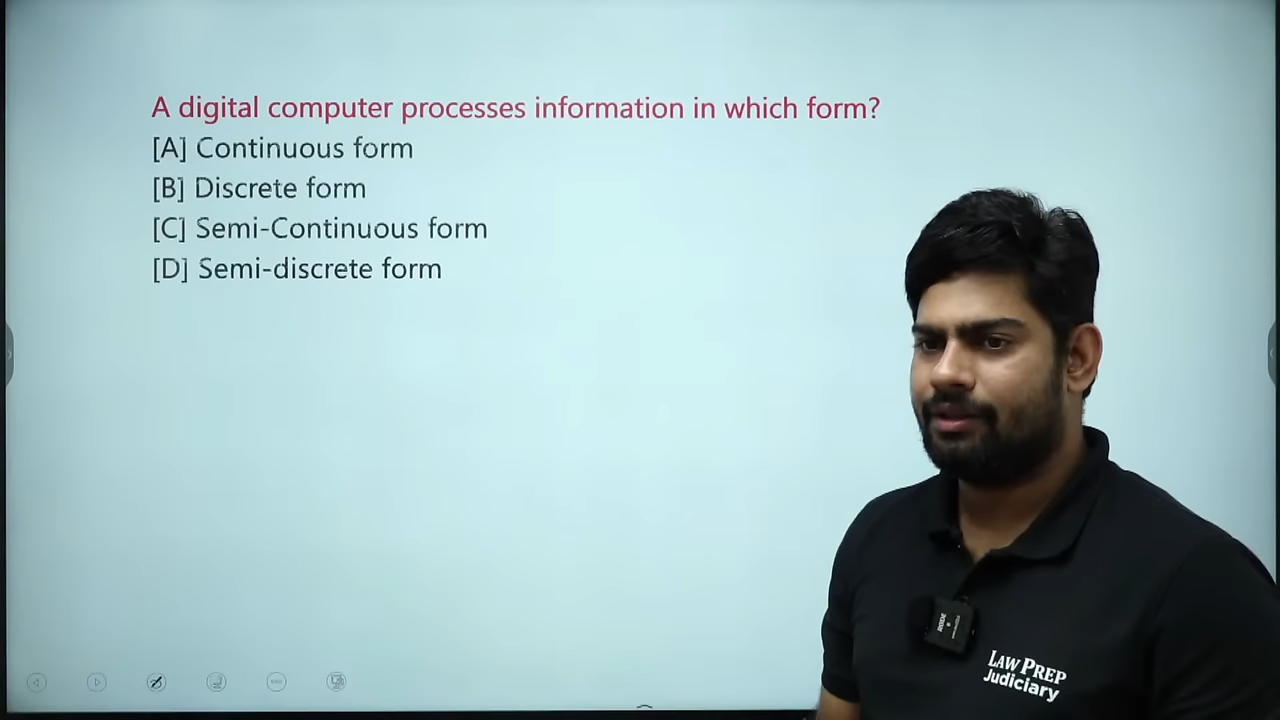 A digital computer processes information in which form?
[A] Continuous form
[B] Discrete form
[C] Semi-Continuous form
[D] Semi-discrete form
LAW PREP
Judiciary